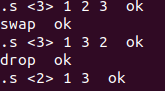 .s <3> 1 2 3  ok
swap  ok
.s <3> 1 3 2  ok
drop  ok
.s <2> 1 3  ok